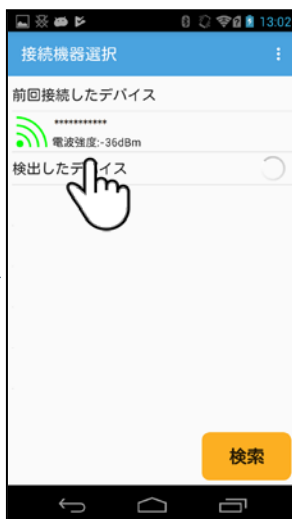 13:02
接続機器選択
前回接続したデバイス
***********
電波強度:-36dBm
検出したデバイス
検索